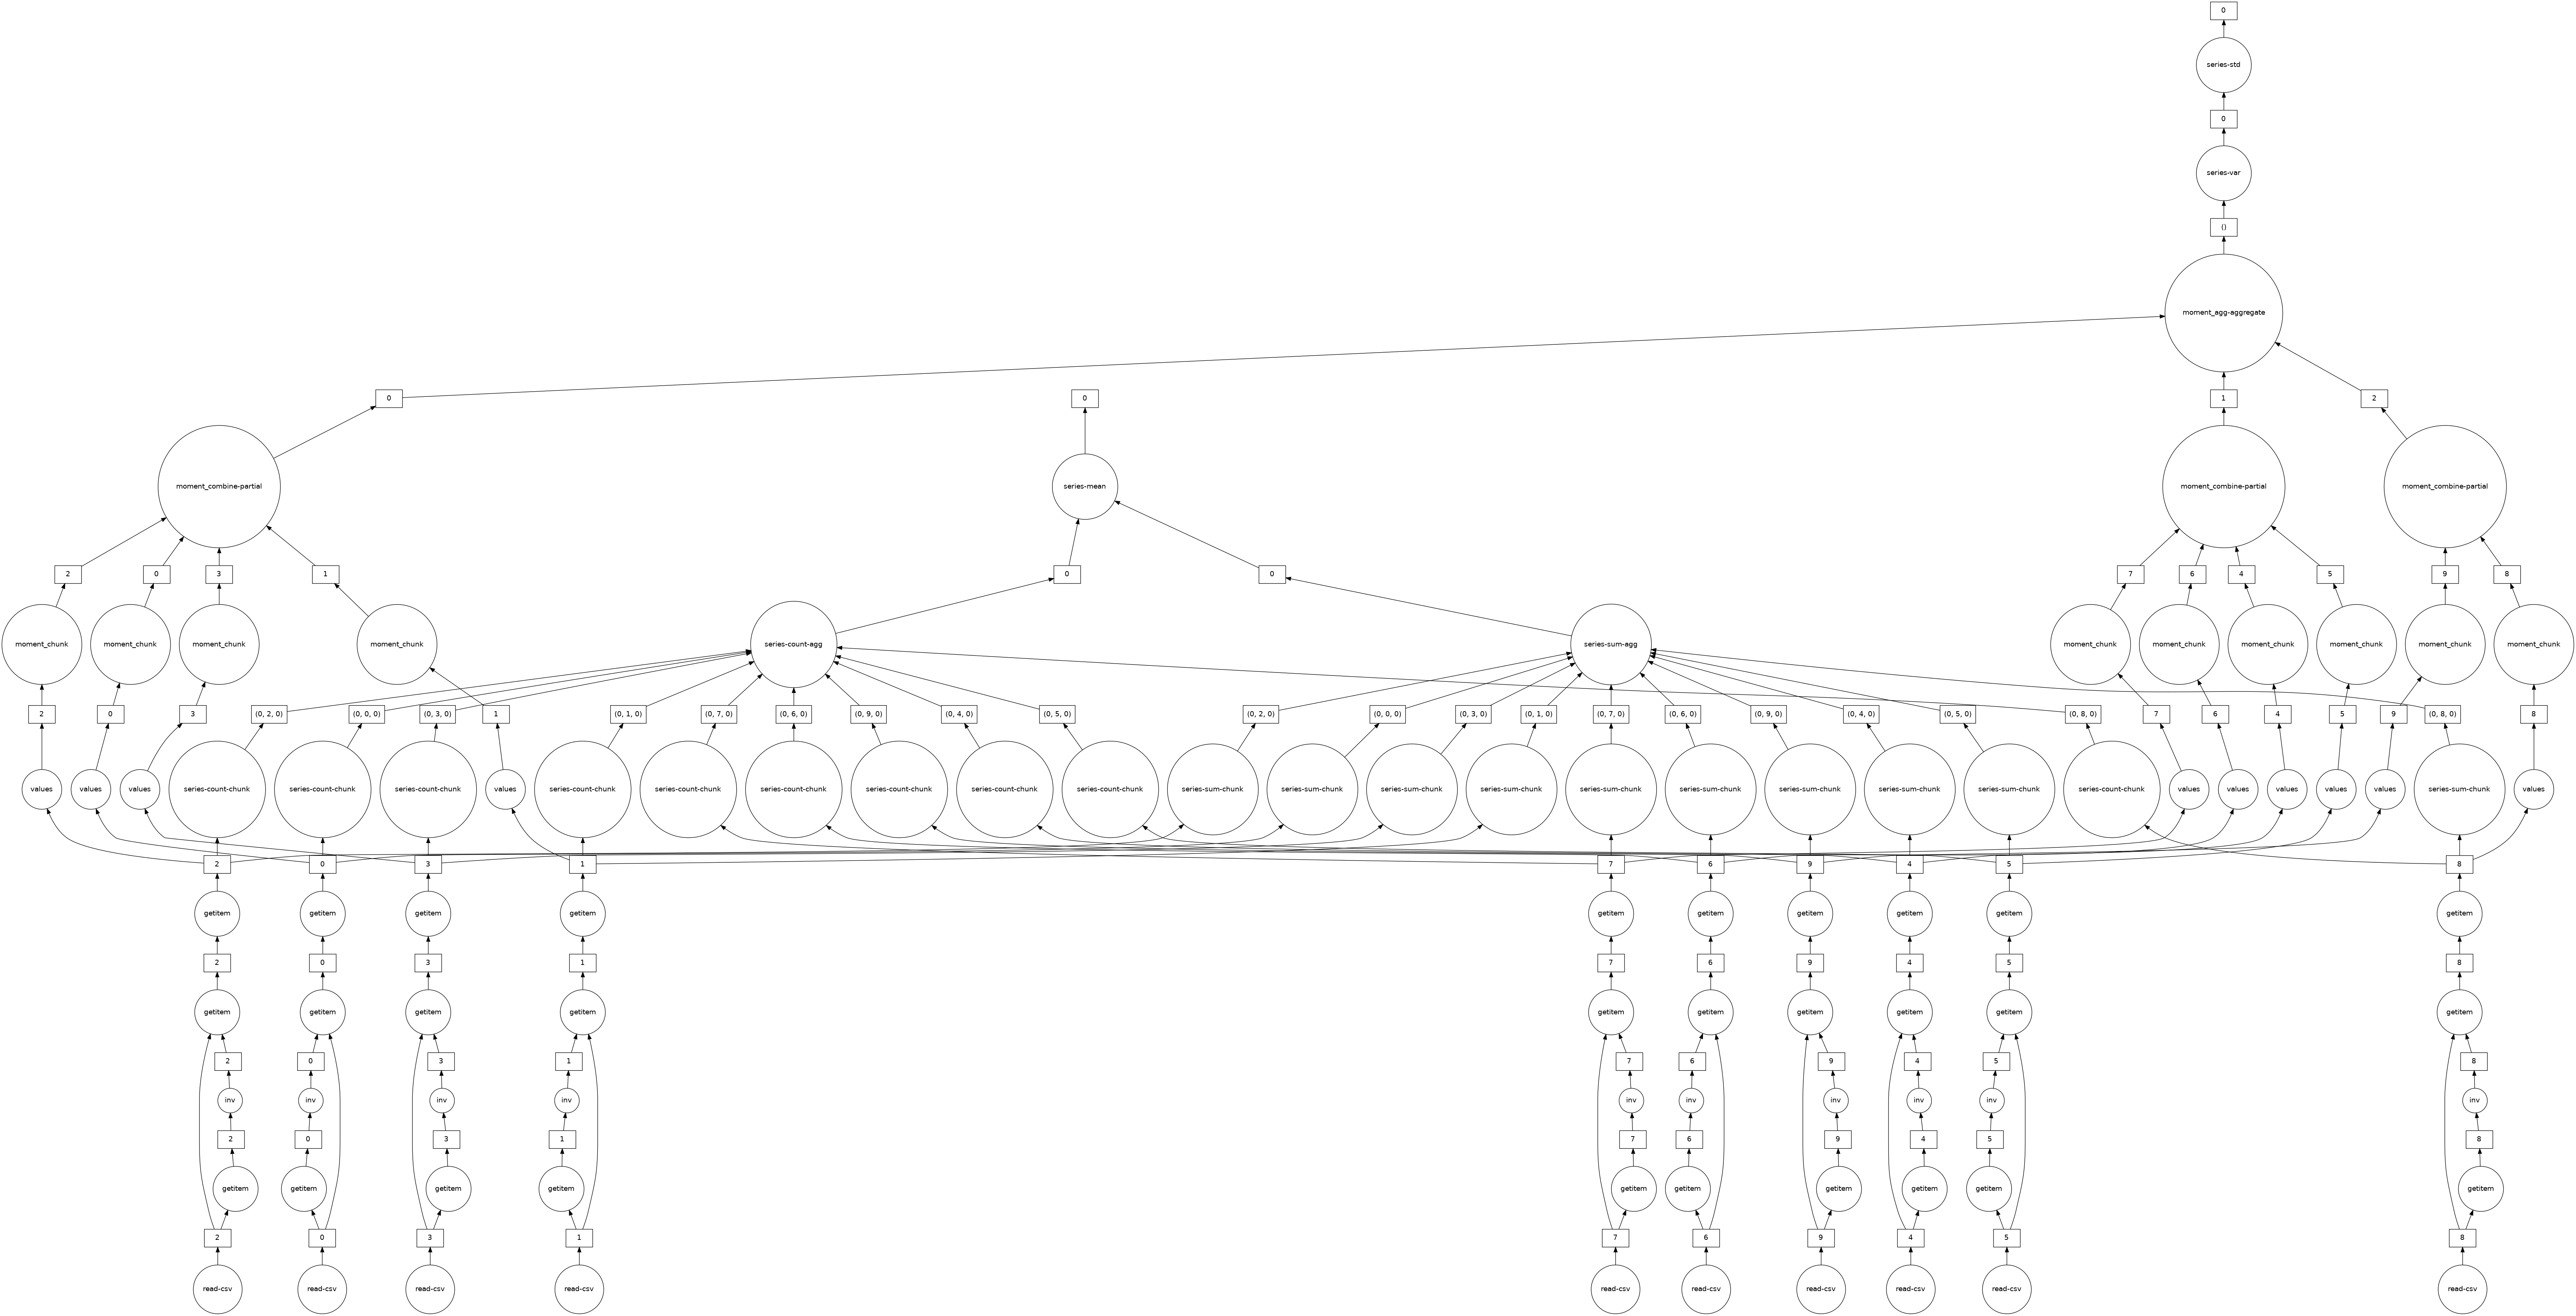 0
series-std
0
series-var
()
moment_agg-aggregate
0 0 1 2
moment_combine-partial series-mean moment_combine-partial moment_combine-partial
2 0 3 1 0 0 7 6 4 5 9 8
moment_chunk moment_chunk moment_chunk moment_chunk series-count-agg series-sum-agg moment_chunk moment_chunk moment_chunk moment_chunk moment_chunk moment_chunk
2 0 3 (0, 2, 0) (0, 0, 0) (0, 3, 0) 1 (0, 1, 0) (0, 7, 0) (0, 6, 0) (0, 9, 0) (0, 4, 0) (0, 5, 0) (0, 2, 0) (0, 0, 0) (0, 3, 0) (0, 1, 0) (0, 7, 0) (0, 6, 0) (0, 9, 0) (0, 4, 0) (0, 5, 0) (0, 8, 0) 7 6 4 5 9 (0, 8, 0) 8
values values values series-count-chunk series-count-chunk series-count-chunk values series-count-chunk series-count-chunk series-count-chunk series-count-chunk series-count-chunk series-count-chunk series-sum-chunk series-sum-chunk series-sum-chunk series-sum-chunk series-sum-chunk series-sum-chunk series-sum-chunk series-sum-chunk series-sum-chunk series-count-chunk values values values values values series-sum-chunk values
2 0 3 1 7 6 9 4 5 8
getitem getitem getitem getitem getitem getitem getitem getitem getitem getitem
2 0 3 1 7 6 9 4 5 8
getitem getitem getitem getitem getitem getitem getitem getitem getitem getitem
2 0 3 1 7 6 9 4 5 8
inv inv inv inv inv inv inv inv inv inv
2 0 3 1 7 6 9 4 5 8
getitem getitem getitem getitem getitem getitem getitem getitem getitem getitem
2 0 3 1 7 6 9 4 5 8
read-csv read-csv read-csv read-csv read-csv read-csv read-csv read-csv read-csv read-csv